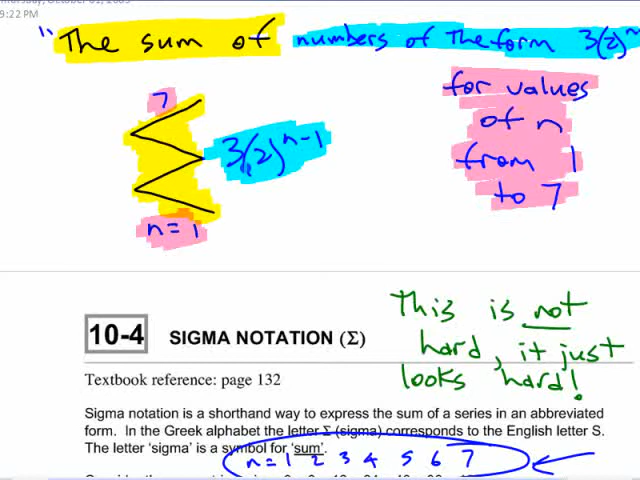 9:22 PM
" The sum of numbers of the form 3(2)ⁿ
for values
of n
from 1
to 7
7
Σ 3(2)ⁿ⁻¹
n = 1
This is not
hard, it just
looks hard!
10-4 SIGMA NOTATION (Σ)
Textbook reference: page 132
Sigma notation is a shorthand way to express the sum of a series in an abbreviated
form. In the Greek alphabet the letter Σ (sigma) corresponds to the English letter S.
The letter 'sigma' is a symbol for 'sum'.
n = 1 2 3 4 5 6 7